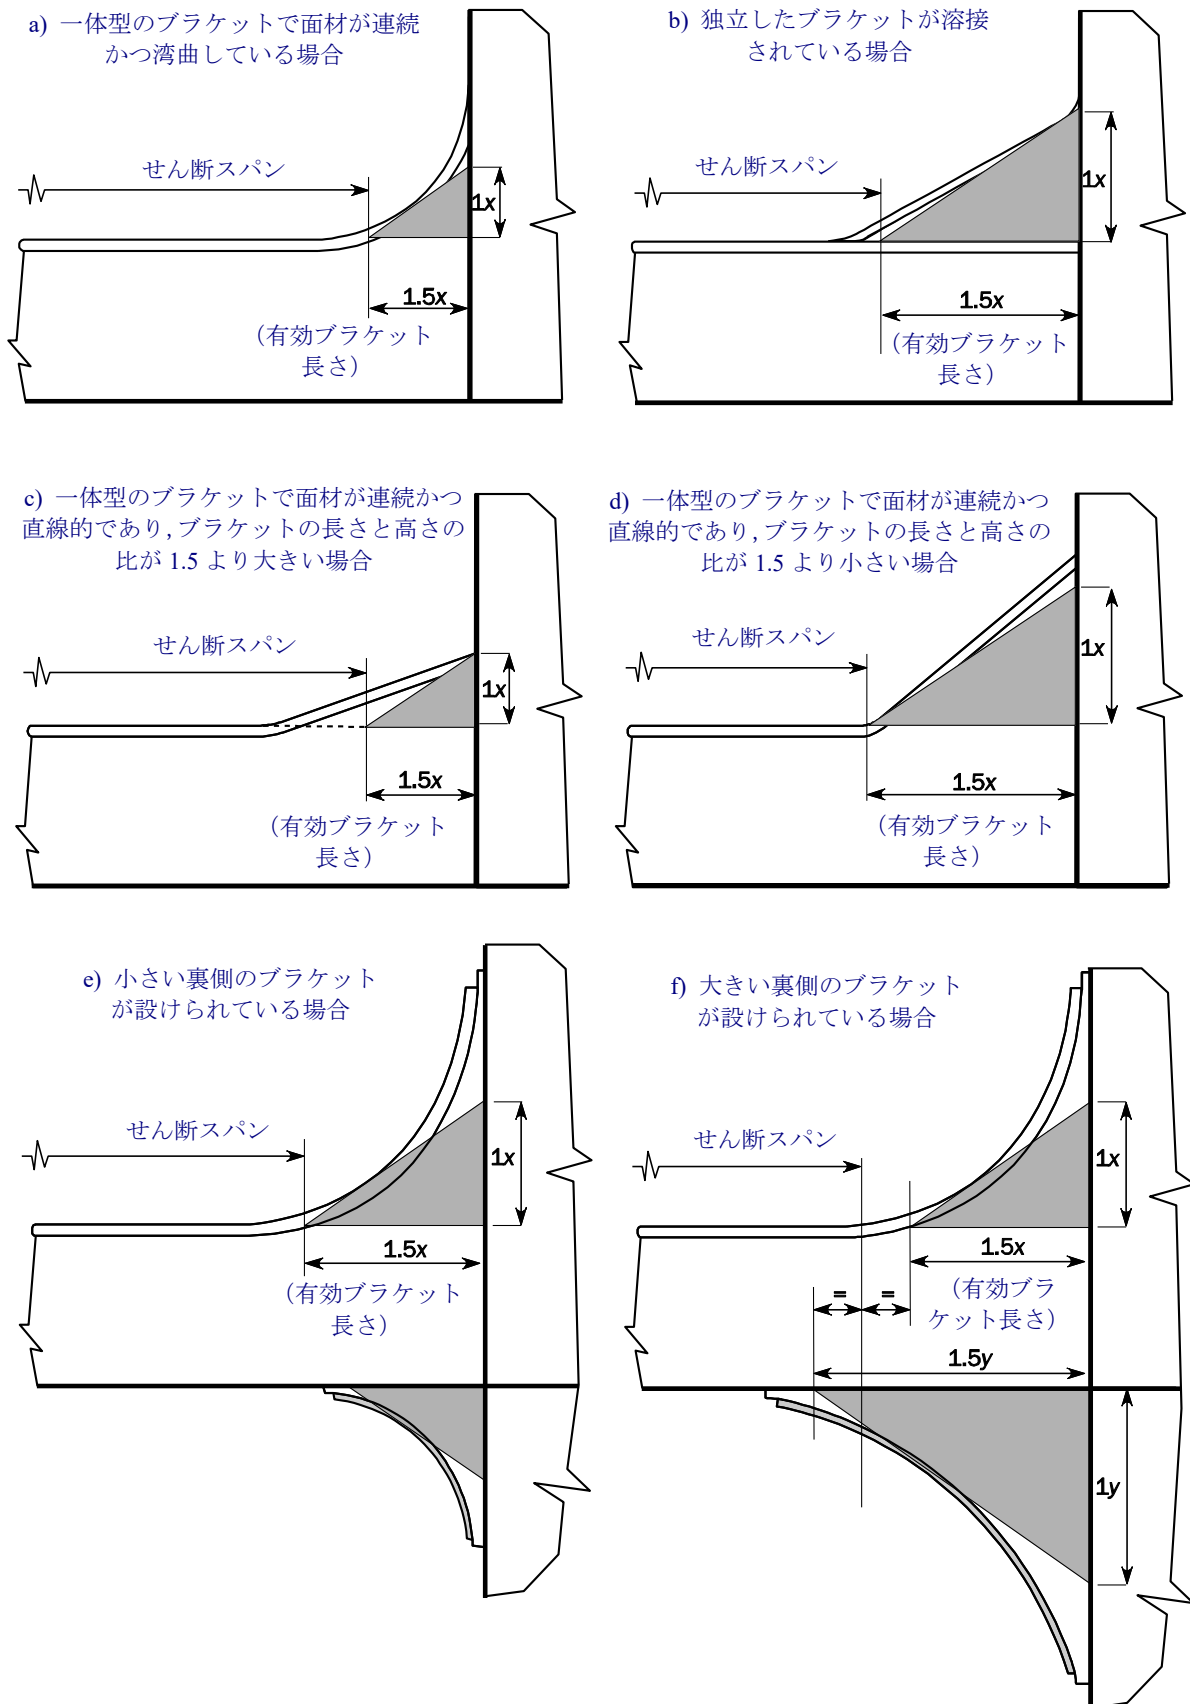 a) 一体型のブラケットで面材が連続
かつ湾曲している場合
せん断スパン
1x
1.5x
（有効ブラケット
長さ）
b) 独立したブラケットが溶接
されている場合
せん断スパン
1x
1.5x
（有効ブラケット
長さ）
c) 一体型のブラケットで面材が連続かつ
直線的であり，ブラケットの長さと高さの
比が 1.5 より大きい場合
せん断スパン
1x
1.5x
（有効ブラケット
長さ）
d) 一体型のブラケットで面材が連続かつ
直線的であり，ブラケットの長さと高さの
比が 1.5 より小さい場合
せん断スパン
1x
1.5x
（有効ブラケット
長さ）
e) 小さい裏側のブラケット
が設けられている場合
せん断スパン
1x
1.5x
（有効ブラケット
長さ）
f) 大きい裏側のブラケット
が設けられている場合
せん断スパン
1x
1.5x
（有効ブラ
ケット長さ）
= =
1.5y
1y